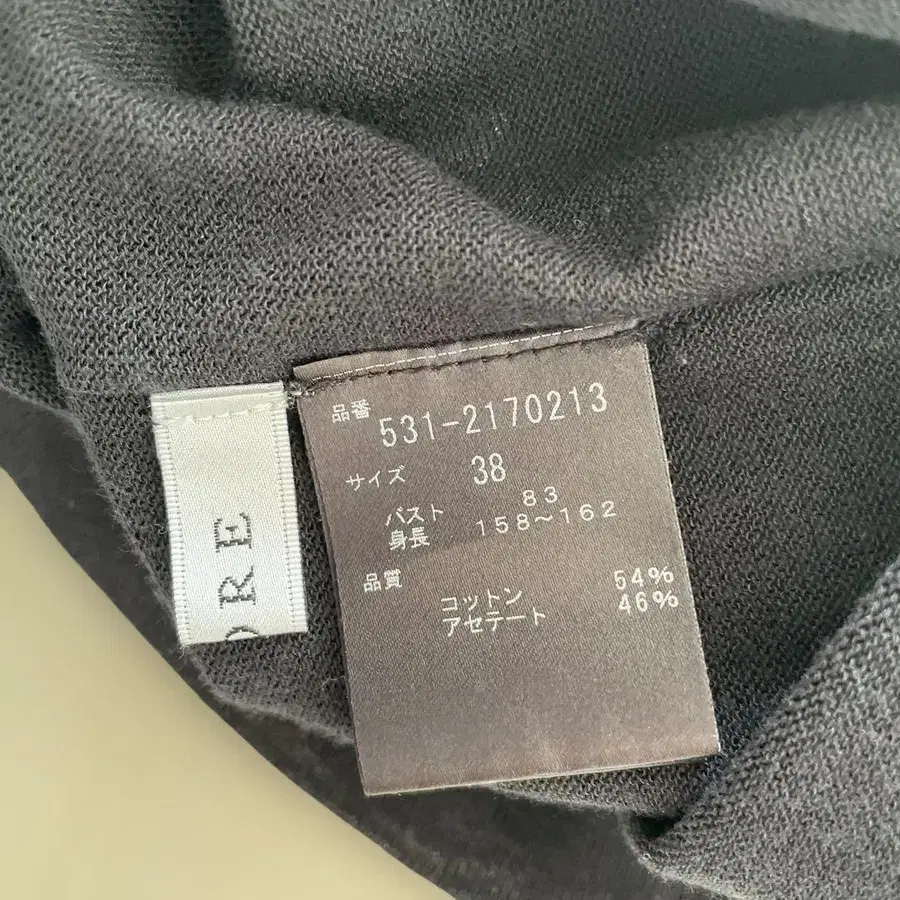 品番
531-2170213
サイズ 38
バスト 83
身長 158~162
品質
コットン 54%
アセテート 46%
ORE